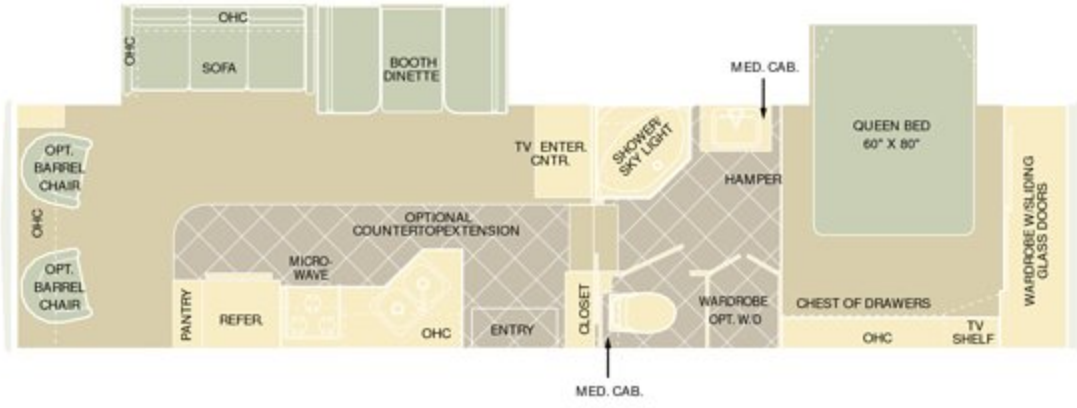 OHC
OHC
SOFA
BOOTH
DINETTE
MED. CAB.
OPT.
BARREL
CHAIR
TV ENTER.
CNTR.
SHOWER/
SKY LIGHT
QUEEN BED
60" X 80"
HAMPER
WARDROBE W/SLIDING
GLASS DOORS
OHC
OPTIONAL
COUNTERTOPEXTENSION
OPT.
BARREL
CHAIR
MICRO-
WAVE
PANTRY
REFER.
OHC
ENTRY
CLOSET
WARDROBE
OPT. W/D
CHEST OF DRAWERS
OHC
TV
SHELF
MED. CAB.